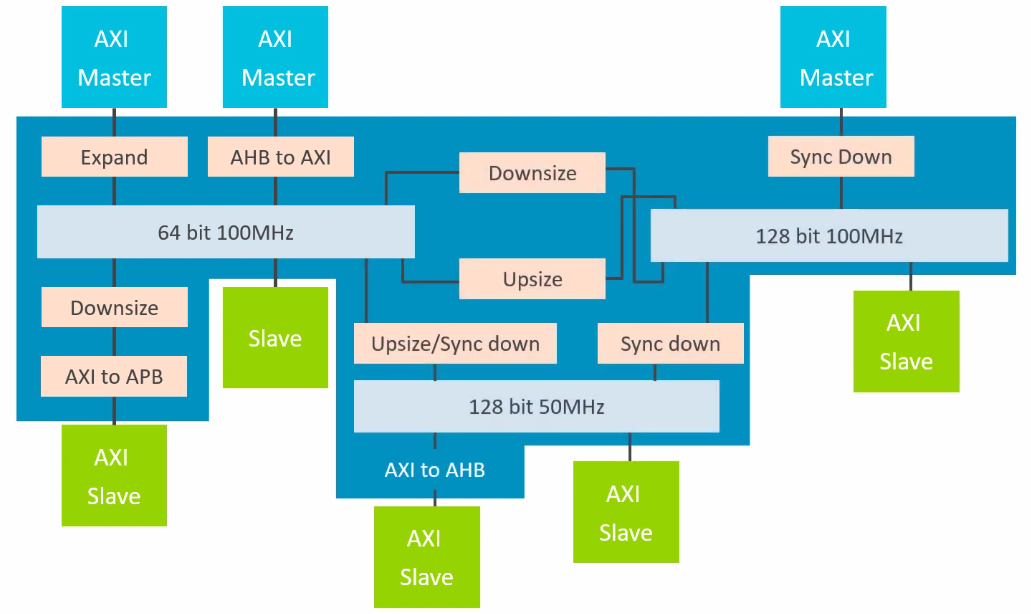 AXI
Master
AXI
Master
AXI
Master
Expand
AHB to AXI
Downsize
Sync Down
64 bit 100MHz
128 bit 100MHz
Upsize
Downsize
Slave
Upsize/Sync down
Sync down
AXI
Slave
AXI to APB
128 bit 50MHz
AXI
Slave
AXI to AHB
AXI
Slave
AXI
Slave